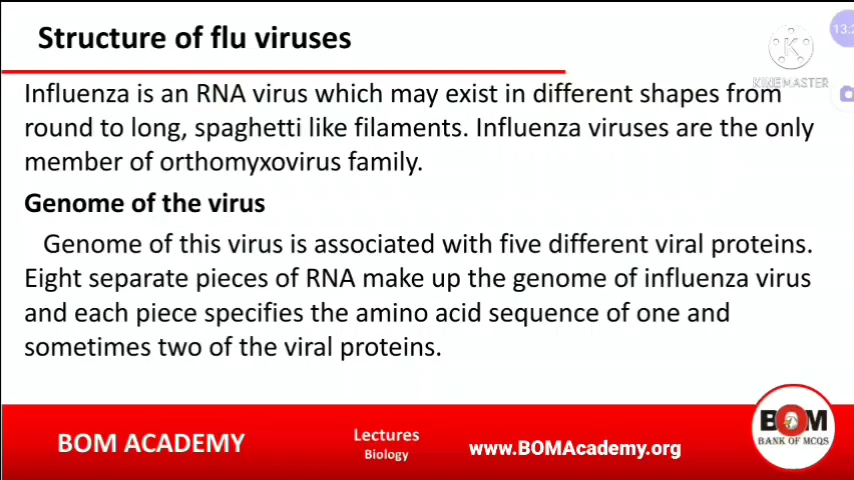 Structure of flu viruses
13:2
K
KINEMASTER
Influenza is an RNA virus which may exist in different shapes from
round to long, spaghetti like filaments. Influenza viruses are the only
member of orthomyxovirus family.
Genome of the virus
Genome of this virus is associated with five different viral proteins.
Eight separate pieces of RNA make up the genome of influenza virus
and each piece specifies the amino acid sequence of one and
sometimes two of the viral proteins.
BOM ACADEMY
Lectures
Biology
www.BOMAcademy.org
BOM
BANK OF MCQS